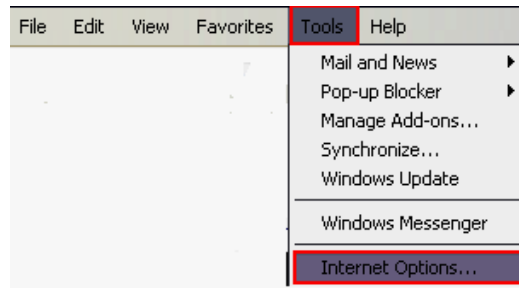 File Edit View Favorites Tools Help
Mail and News
Pop-up Blocker
Manage Add-ons...
Synchronize...
Windows Update
Windows Messenger
Internet Options...